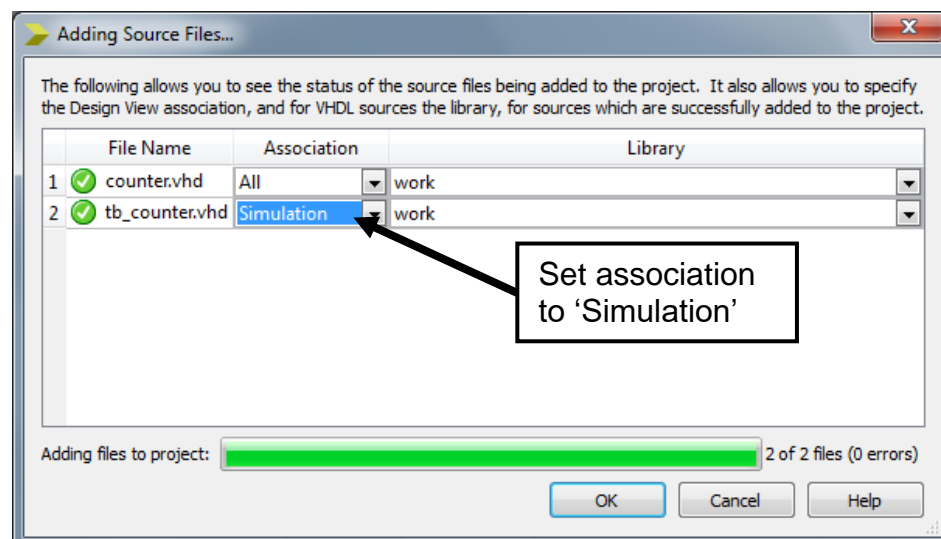 Adding Source Files...
The following allows you to see the status of the source files being added to the project. It also allows you to specify
the Design View association, and for VHDL sources the library, for sources which are successfully added to the project.
File Name Association Library
1 counter.vhd All work
2 tb_counter.vhd Simulation work
Set association
to ‘Simulation’
Adding files to project: 2 of 2 files (0 errors)
OK Cancel Help